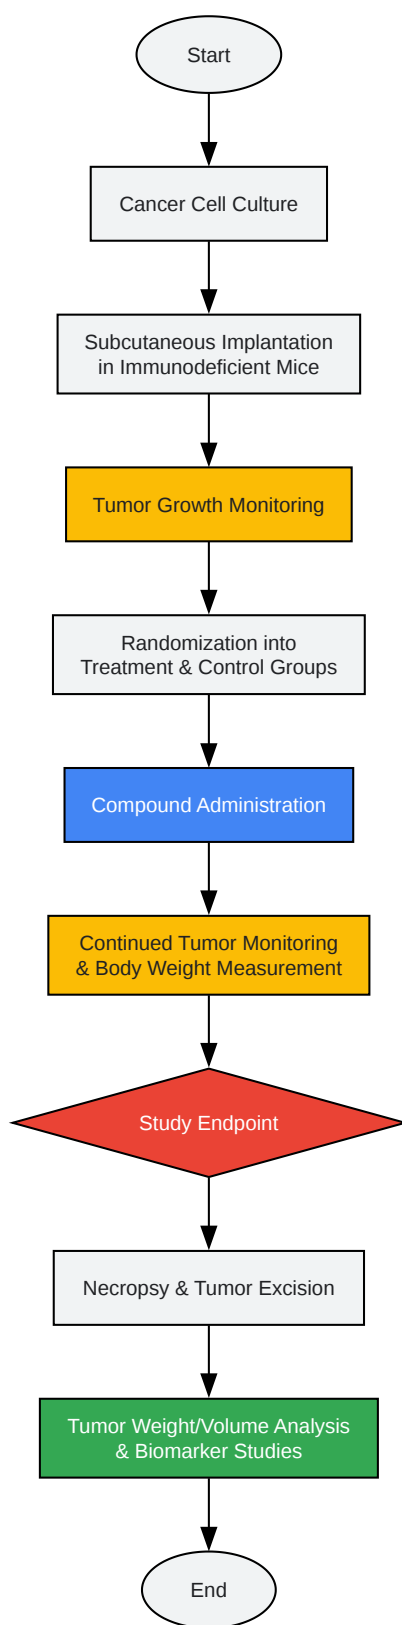 Start
Cancer Cell Culture
Subcutaneous Implantation
in Immunodeficient Mice
Tumor Growth Monitoring
Randomization into
Treatment & Control Groups
Compound Administration
Continued Tumor Monitoring
& Body Weight Measurement
Study Endpoint
Necropsy & Tumor Excision
Tumor Weight/Volume Analysis
& Biomarker Studies
End